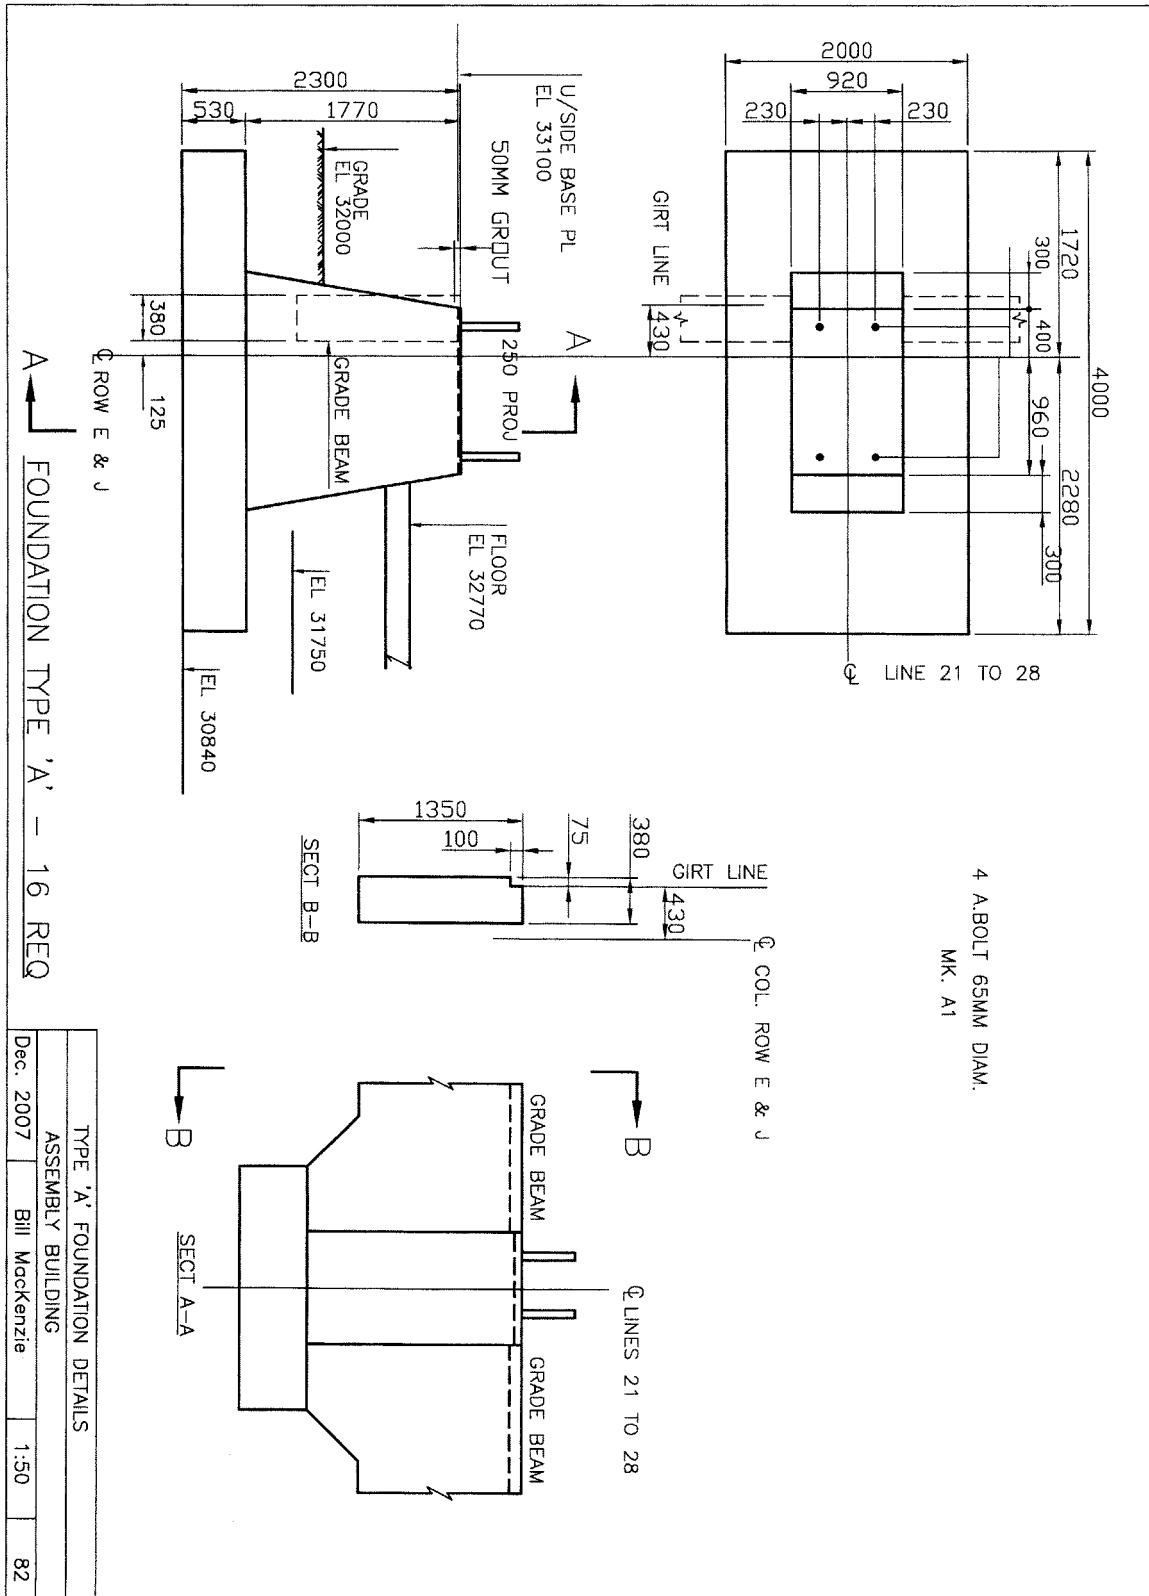 2000
920
230
230
GIRT LINE
430
300
400
1720
4000
960
2280
300
℄ LINE 21 TO 28
4 A.BOLT 65MM DIAM.
MK. A1
2300
530
1770
U/SIDE BASE PL
EL 33100
50MM GROUT
GRADE
EL 32000
380
125
GRADE BEAM
250 PROJ
A
A
℄ ROW E & J
FLOOR
EL 32770
EL 31750
EL 30840
FOUNDATION TYPE 'A' - 16 REQ
1350
100
75
380
GIRT LINE
430
℄ COL. ROW E & J
SECT B-B
B
B
GRADE BEAM
GRADE BEAM
℄ LINES 21 TO 28
SECT A-A
TYPE 'A' FOUNDATION DETAILS
ASSEMBLY BUILDING
Dec. 2007
Bill MacKenzie
1:50
82